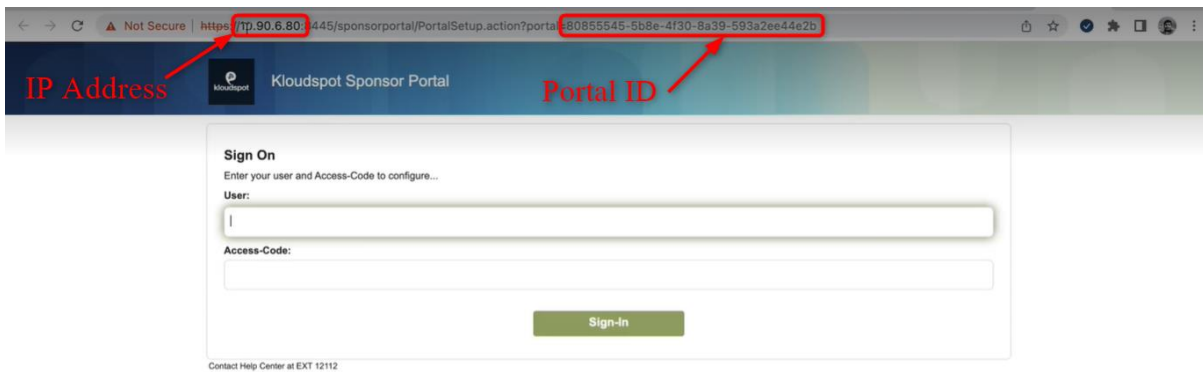 Not Secure | https://10.90.6.80:8445/sponsorportal/PortalSetup.action?portal=80855545-5b8e-4f30-8a39-593a2ee44e2b
IP Address
kloudspot
Kloudspot Sponsor Portal
Portal ID
Sign On
Enter your user and Access-Code to configure...
User:
Access-Code:
Sign-In
Contact Help Center at EXT 12112